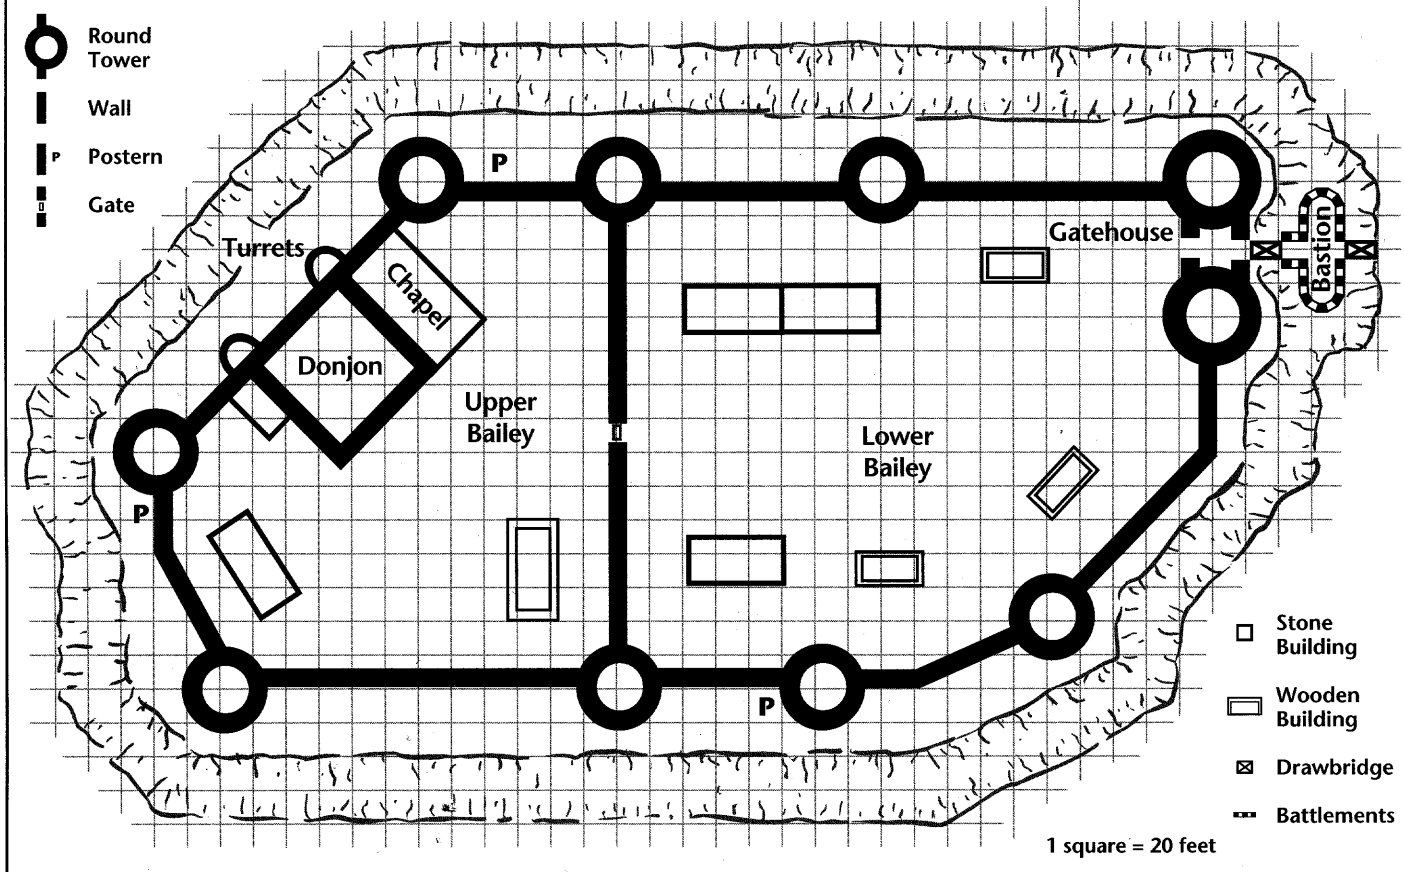 Round
Tower
Wall
P
Postern
Gate
P
Turrets
Chapel
Gatehouse
Bastion
Donjon
Upper
Bailey
Lower
Bailey
P
P
Stone
Building
Wooden
Building
Drawbridge
Battlements
1 square = 20 feet